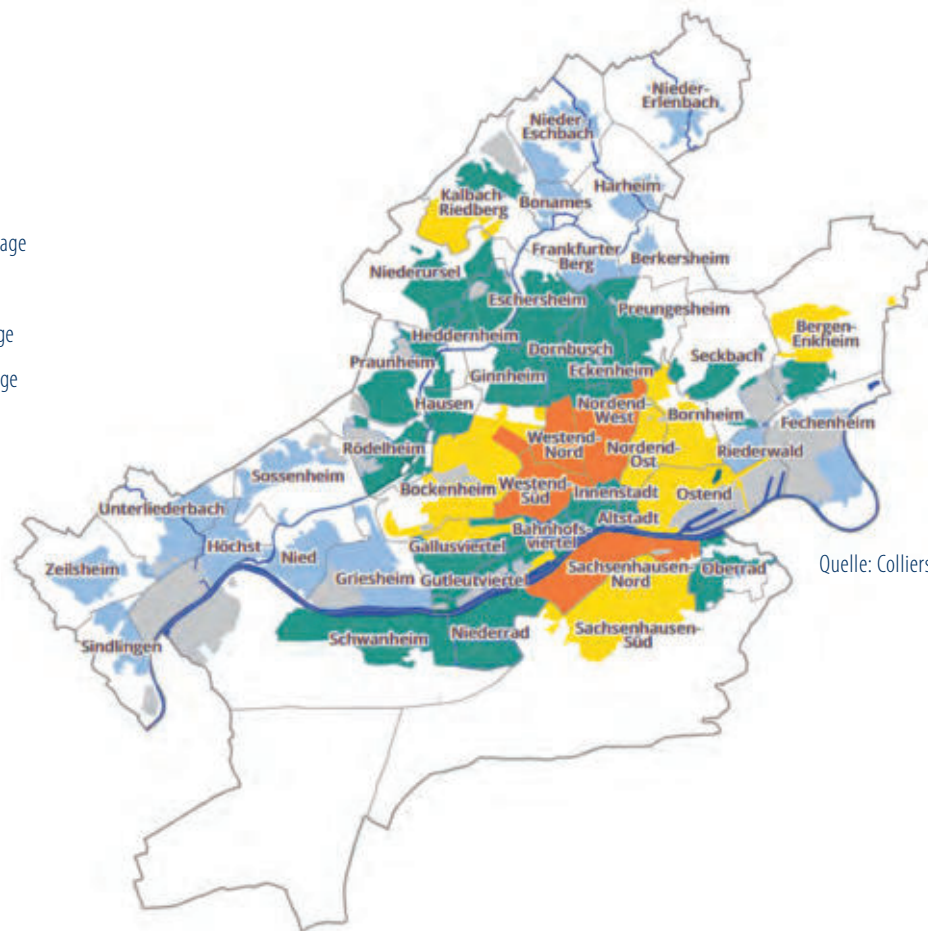 Nieder-
Erlenbach
Nieder
Eschbach
Harheim
Kalbach
Riedberg
Bonames
age
Frankfurter
Berg
Berkersheim
Niederursel
Eschersheim
Preungesheim
ge
Heddernheim
Bergen-
Enkheim
Praunheim
Dornbusch
Seckbach
Ginnheim
Eckenheim
ge
Hausen
Nordend-
West
Bornheim
Fechenheim
Rödelheim
Westend-
Nord
Nordend-
Ost
Riederwald
Sossenheim
Bockenheim
Westend-
Süd
Innenstadt
Ostend
Unterliederbach
Altstadt
Höchst
Nied
Gallusviertel
Bahnhofs-
viertel
Zeilsheim
Griesheim
Gutleutviertel
Sachsenhausen-
Nord
Oberrad
Quelle: Colliers
Sindlingen
Schwanheim
Niederrad
Sachsenhausen-
Süd